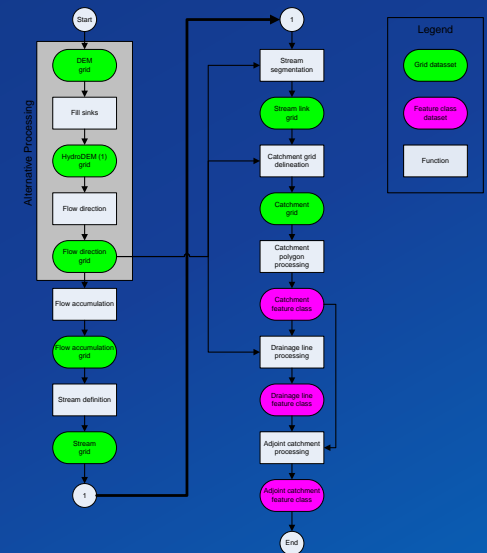 Start
Alternative Processing
DEM
grid
Fill sinks
HydroDEM (1)
grid
Flow direction
Flow direction
grid
Flow accumulation
Flow accumulation
grid
Stream definition
Stream
grid
1
1
Stream
segmentation
Stream link
grid
Catchment grid
delineation
Catchment
grid
Catchment
polygon
processing
Catchment
feature class
Drainage line
processing
Drainage line
feature class
Adjoint catchment
processing
Adjoint catchment
feature class
End
Legend
Grid datasset
Feature class
dataset
Function